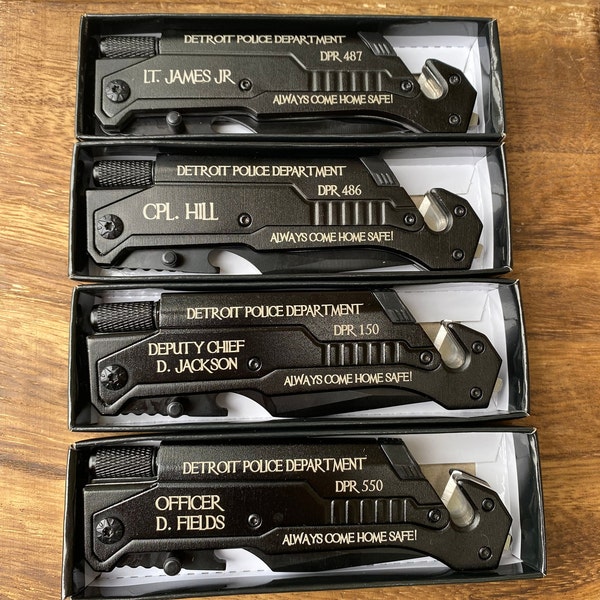 DETROIT POLICE DEPARTMENT
DPR 487
LT. JAMES JR
ALWAYS COME HOME SAFE!
DETROIT POLICE DEPARTMENT
DPR 486
CPL. HILL
ALWAYS COME HOME SAFE!
DETROIT POLICE DEPARTMENT
DPR 150
DEPUTY CHIEF
D. JACKSON
ALWAYS COME HOME SAFE!
DETROIT POLICE DEPARTMENT
DPR 550
OFFICER
D. FIELDS
ALWAYS COME HOME SAFE!